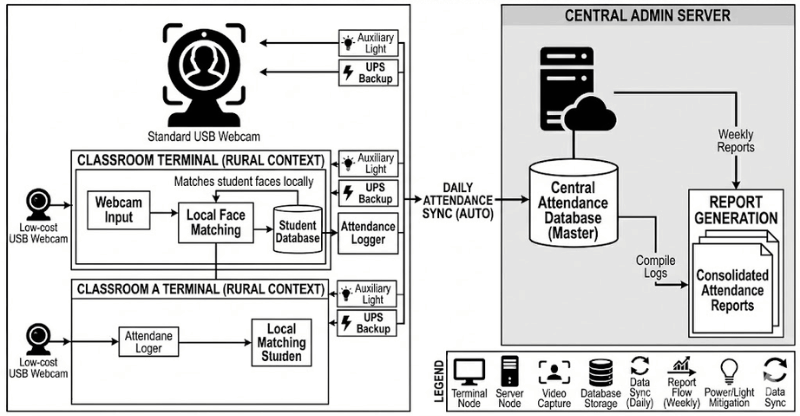 Auxiliary
Light
UPS
Backup
Standard USB Webcam
CLASSROOM TERMINAL (RURAL CONTEXT)
Auxiliary
Light
UPS
Backup
Matches student faces locally
Low-cost
USB Webcam
Webcam
Input
Local Face
Matching
Student
Database
Attendance
Logger
CLASSROOM A TERMINAL (RURAL CONTEXT)
Auxiliary
Light
UPS
Backup
Low-cost
USB Webcam
Attendane
Loger
Local
Matching
Studen
DAILY
ATTENDANCE
SYNC (AUTO)
CENTRAL ADMIN SERVER
Weekly
Reports
Central
Attendance
Database
(Master)
Compile
Logs
REPORT
GENERATION
Consolidated
Attendance
Reports
LEGEND
Terminal
Node
Server
Node
Video
Capture
Database
Storage
Data
Sync
(Daily)
Report
Flow
(Weekly)
Power/Light
Mitigation
Data
Sync